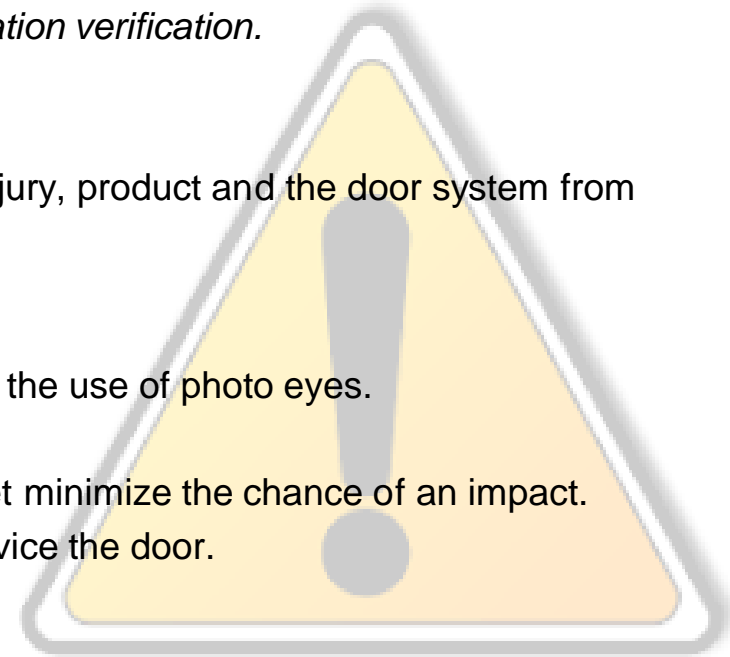 ation verification.
jury, product and the door system from
the use of photo eyes.
et minimize the chance of an impact.
vice the door.